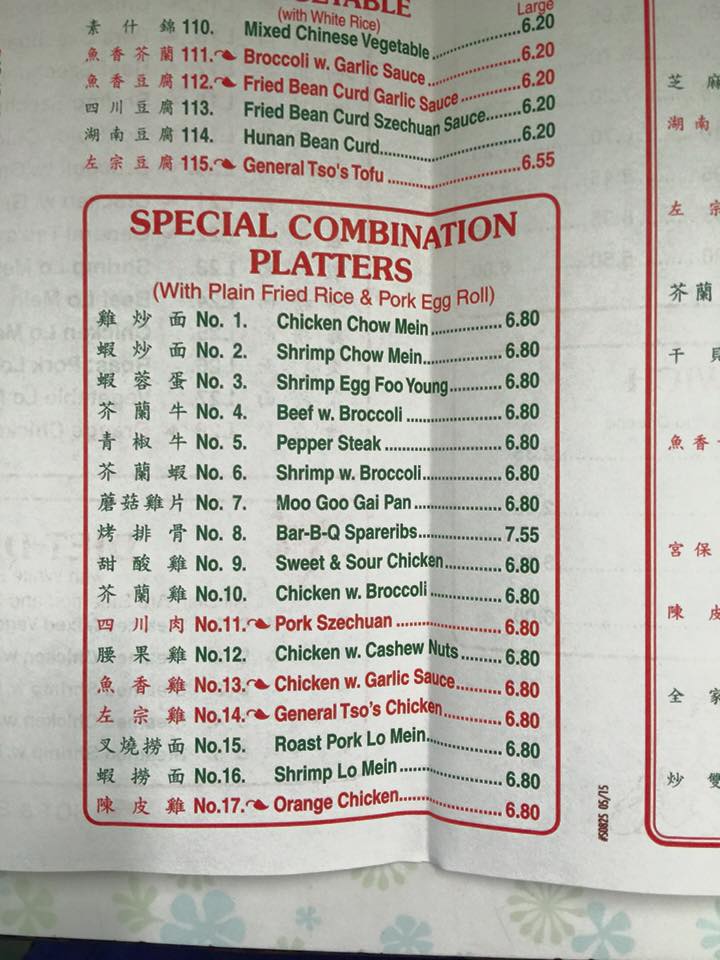 VEGETABLE
(with White Rice)
Large
素什錦 110. Mixed Chinese Vegetable 6.20
魚香芥蘭 111. Broccoli w. Garlic Sauce 6.20
魚香豆腐 112. Fried Bean Curd Garlic Sauce 6.20
四川豆腐 113. Fried Bean Curd Szechuan Sauce 6.20
湖南豆腐 114. Hunan Bean Curd 6.20
左宗豆腐 115. General Tso's Tofu 6.55
SPECIAL COMBINATION
PLATTERS
(With Plain Fried Rice & Pork Egg Roll)
雞炒面 No. 1. Chicken Chow Mein 6.80
蝦炒面 No. 2. Shrimp Chow Mein 6.80
蝦蓉蛋 No. 3. Shrimp Egg Foo Young 6.80
芥蘭牛 No. 4. Beef w. Broccoli 6.80
青椒牛 No. 5. Pepper Steak 6.80
芥蘭蝦 No. 6. Shrimp w. Broccoli 6.80
蘑菇雞片 No. 7. Moo Goo Gai Pan 6.80
烤排骨 No. 8. Bar-B-Q Spareribs 7.55
甜酸雞 No. 9. Sweet & Sour Chicken 6.80
芥蘭雞 No.10. Chicken w. Broccoli 6.80
四川肉 No.11. Pork Szechuan 6.80
腰果雞 No.12. Chicken w. Cashew Nuts 6.80
魚香雞 No.13. Chicken w. Garlic Sauce 6.80
左宗雞 No.14. General Tso's Chicken 6.80
叉燒撈面 No.15. Roast Pork Lo Mein 6.80
蝦撈面 No.16. Shrimp Lo Mein 6.80
陳皮雞 No.17. Orange Chicken 6.80
#S0825 05/15
芝麻
湖南
左宗
芥蘭
干
魚香
宮保
陳皮
全家
炒雙